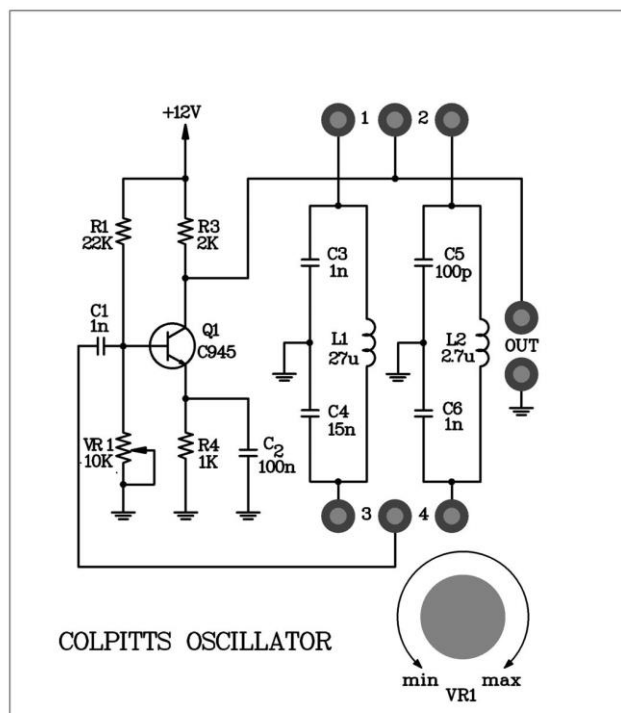 1
2
+12V
R1
22K
R3
2K
C3
1n
C5
100p
C1
1n
Q1
C945
L1
27u
L2
2.7u
OUT
VR1
10K
R4
1K
C2
100n
C4
15n
C6
1n
3
4
COLPITTS OSCILLATOR
min
max
VR1